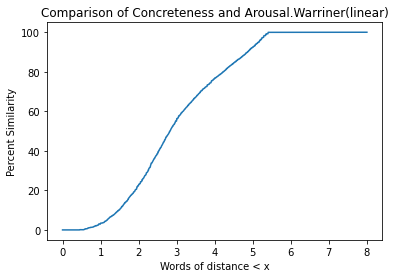 Comparison of Concreteness and Arousal.Warriner(linear)
100
80
60
40
20
0
Percent Similarity
0 1 2 3 4 5 6 7 8
Words of distance < x